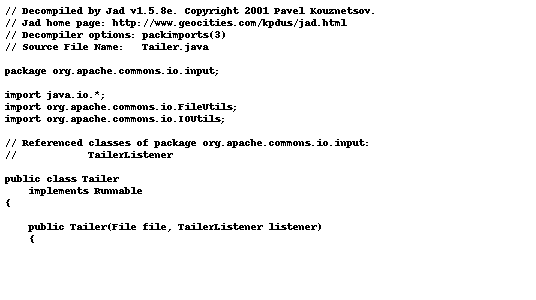 // Decompiled by Jad v1.5.8e. Copyright 2001 Pavel Kouznetsov.
// Jad home page: http://www.geocities.com/kpdus/jad.html
// Decompiler options: packimports(3)
// Source File Name:   Tailer.java

package org.apache.commons.io.input;

import java.io.*;
import org.apache.commons.io.FileUtils;
import org.apache.commons.io.IOUtils;

// Referenced classes of package org.apache.commons.io.input:
//            TailerListener

public class Tailer
    implements Runnable
{

    public Tailer(File file, TailerListener listener)
    {